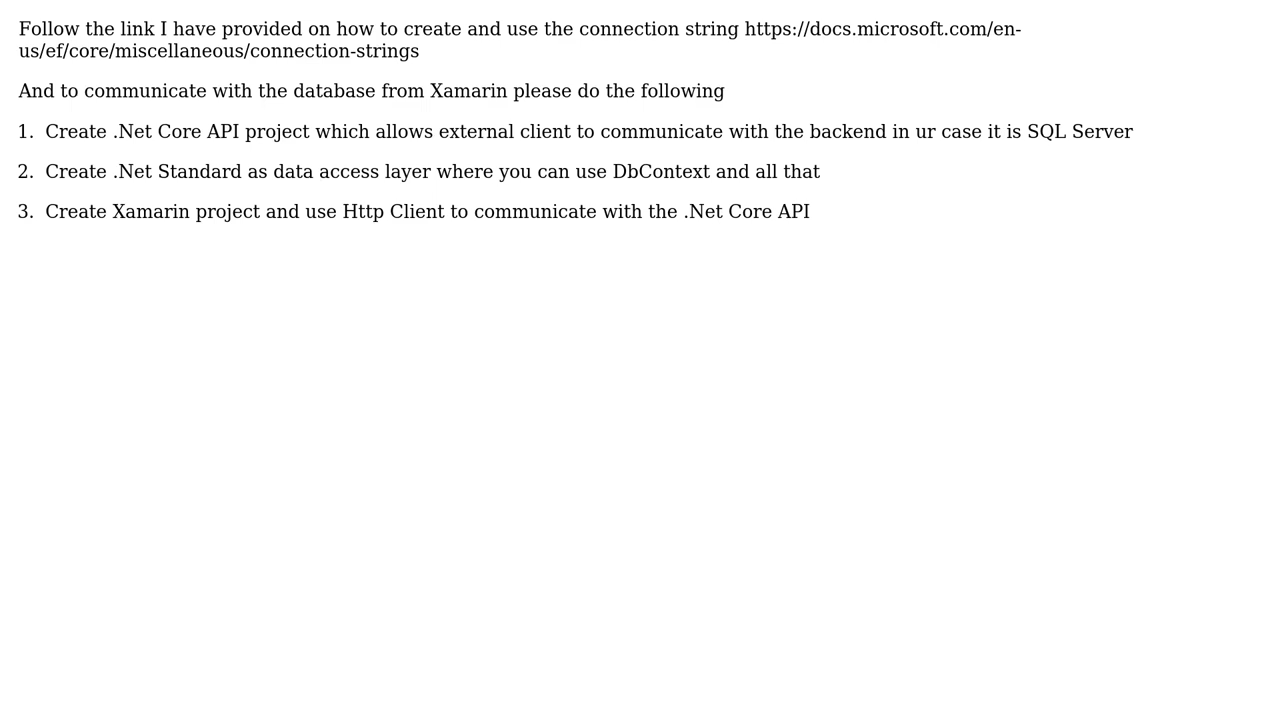 Follow the link I have provided on how to create and use the connection string https://docs.microsoft.com/en-
us/ef/core/miscellaneous/connection-strings
And to communicate with the database from Xamarin please do the following
1. Create .Net Core API project which allows external client to communicate with the backend in ur case it is SQL Server
2. Create .Net Standard as data access layer where you can use DbContext and all that
3. Create Xamarin project and use Http Client to communicate with the .Net Core API